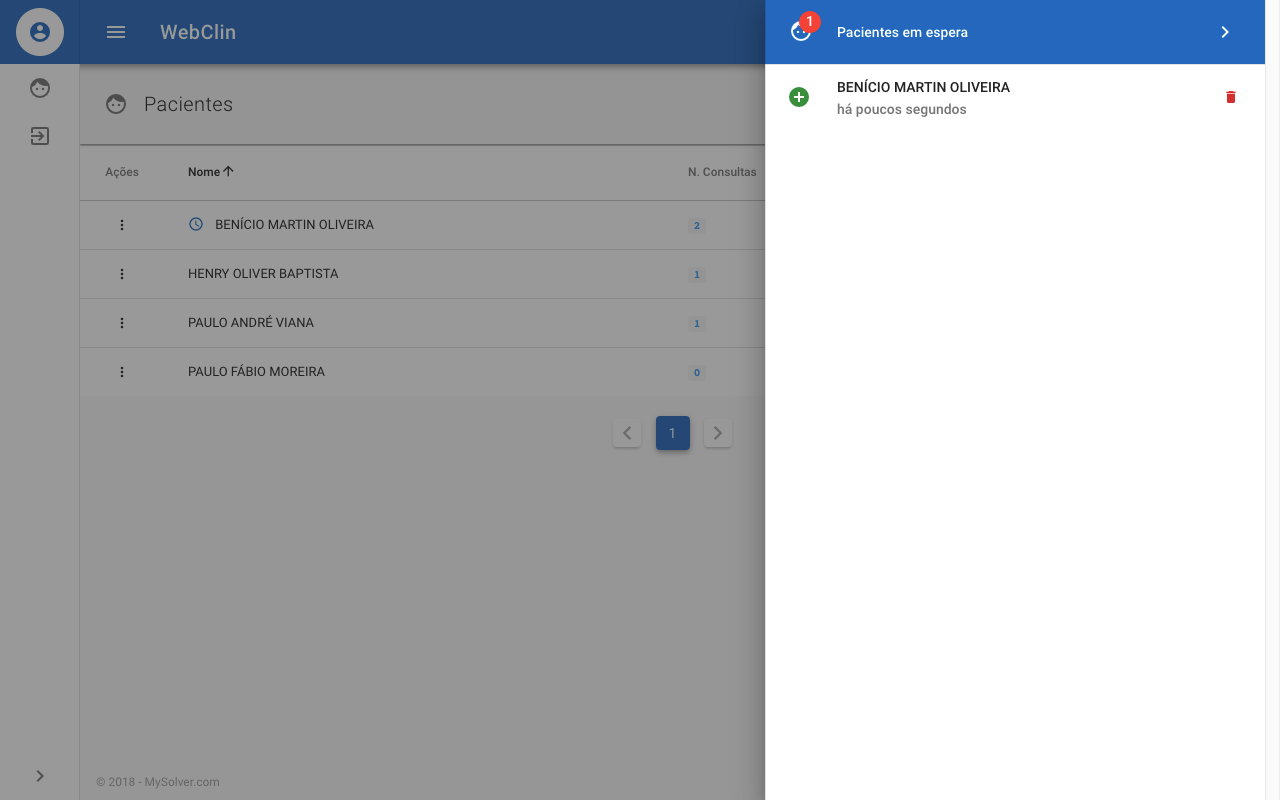 WebClin
1
Pacientes em espera
BENÍCIO MARTIN OLIVEIRA
há poucos segundos
Pacientes
Ações Nome N. Consultas
BENÍCIO MARTIN OLIVEIRA 2
HENRY OLIVER BAPTISTA 1
PAULO ANDRÉ VIANA 1
PAULO FÁBIO MOREIRA 0
1
© 2018 - MySolver.com